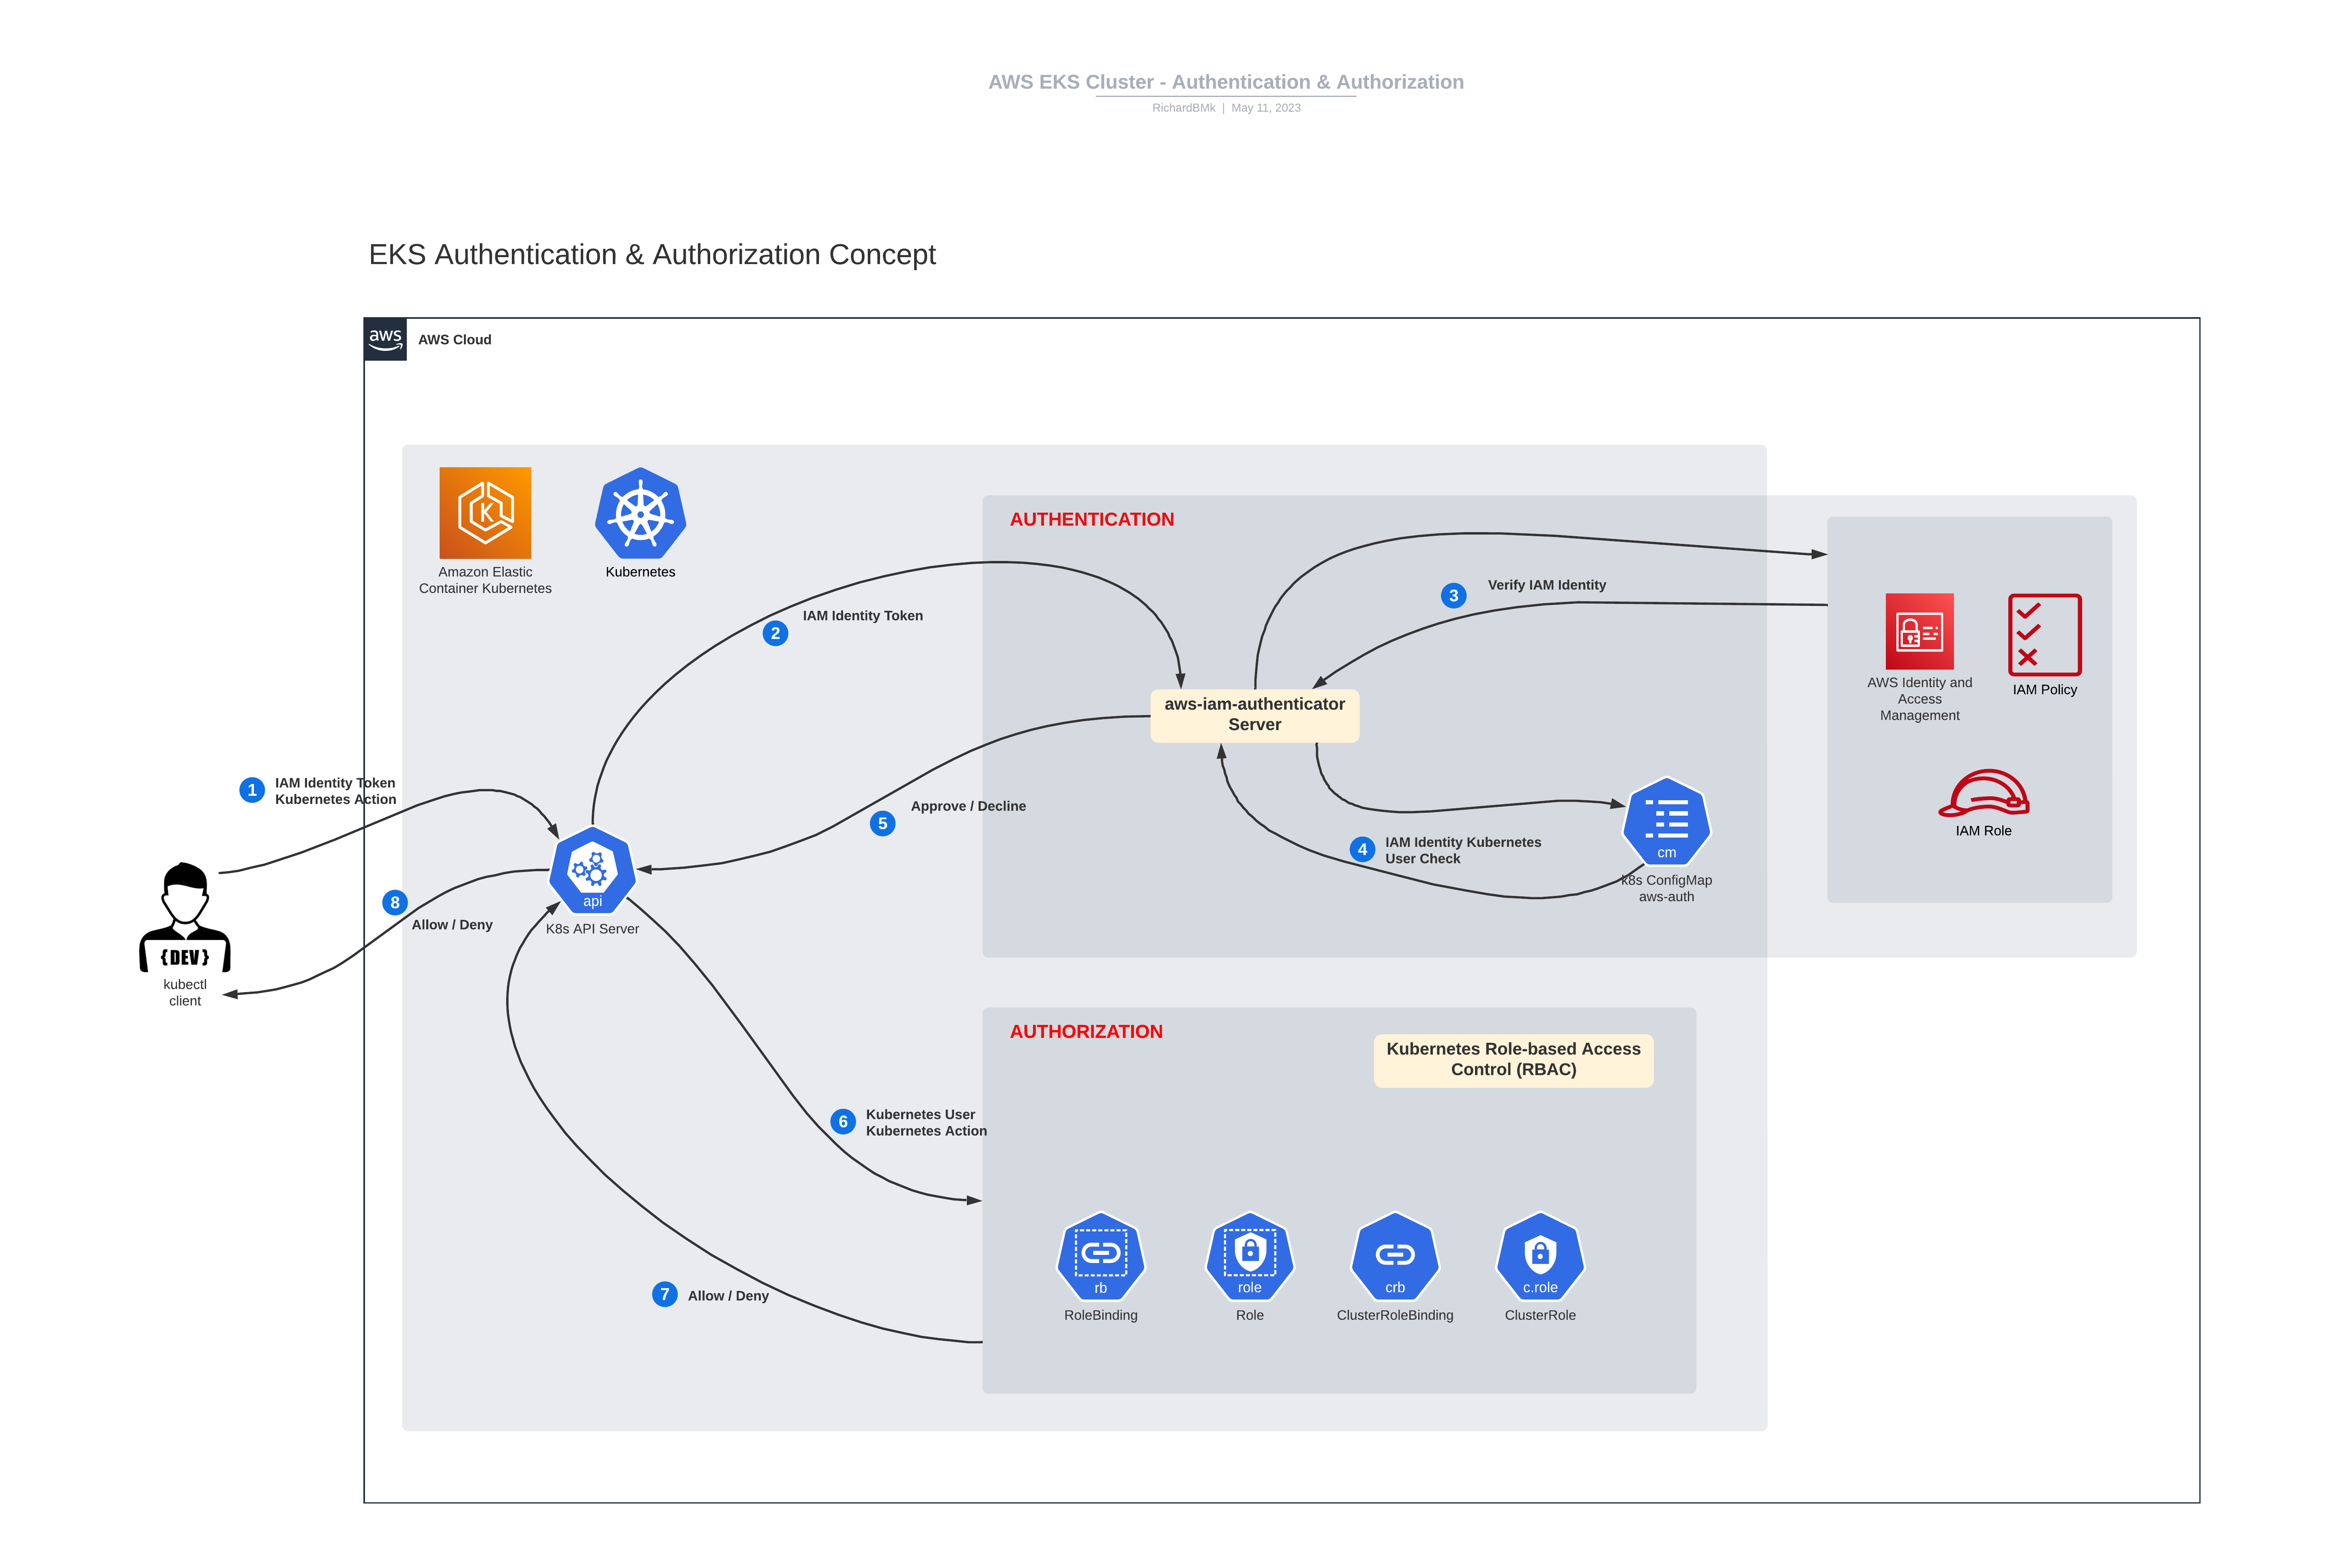 AWS EKS Cluster - Authentication & Authorization
RichardBMk | May 11, 2023
EKS Authentication & Authorization Concept
aws
AWS Cloud
K
Amazon Elastic
Container Kubernetes
Kubernetes
AUTHENTICATION
2
IAM Identity Token
3
Verify IAM Identity
AWS Identity and
Access
Management
IAM Policy
IAM Role
aws-iam-authenticator
Server
1
IAM Identity Token
Kubernetes Action
5
Approve / Decline
4
IAM Identity Kubernetes
User Check
cm
k8s ConfigMap
aws-auth
api
K8s API Server
8
Allow / Deny
{DEV}
kubectl
client
AUTHORIZATION
Kubernetes Role-based Access
Control (RBAC)
6
Kubernetes User
Kubernetes Action
7
Allow / Deny
rb
RoleBinding
role
Role
crb
ClusterRoleBinding
c.role
ClusterRole